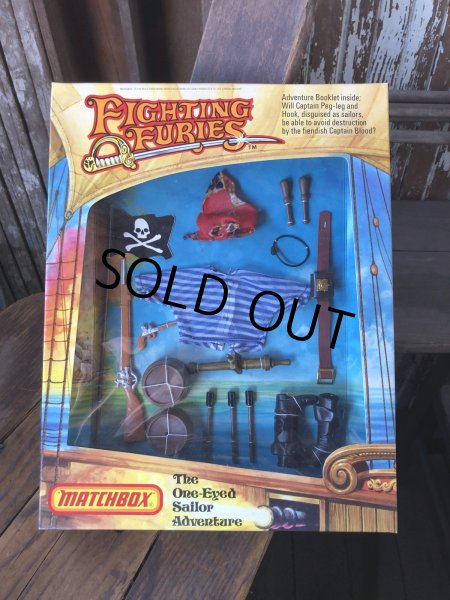 FIGHTING
FURIES
TM
Adventure Booklet inside;
Will Captain Peg-leg and
Hook, disguised as sailors,
be able to avoid destruction
by the fiendish Captain Blood?
SOLD OUT
MATCHBOX
The
One-Eyed
Sailor
Adventure